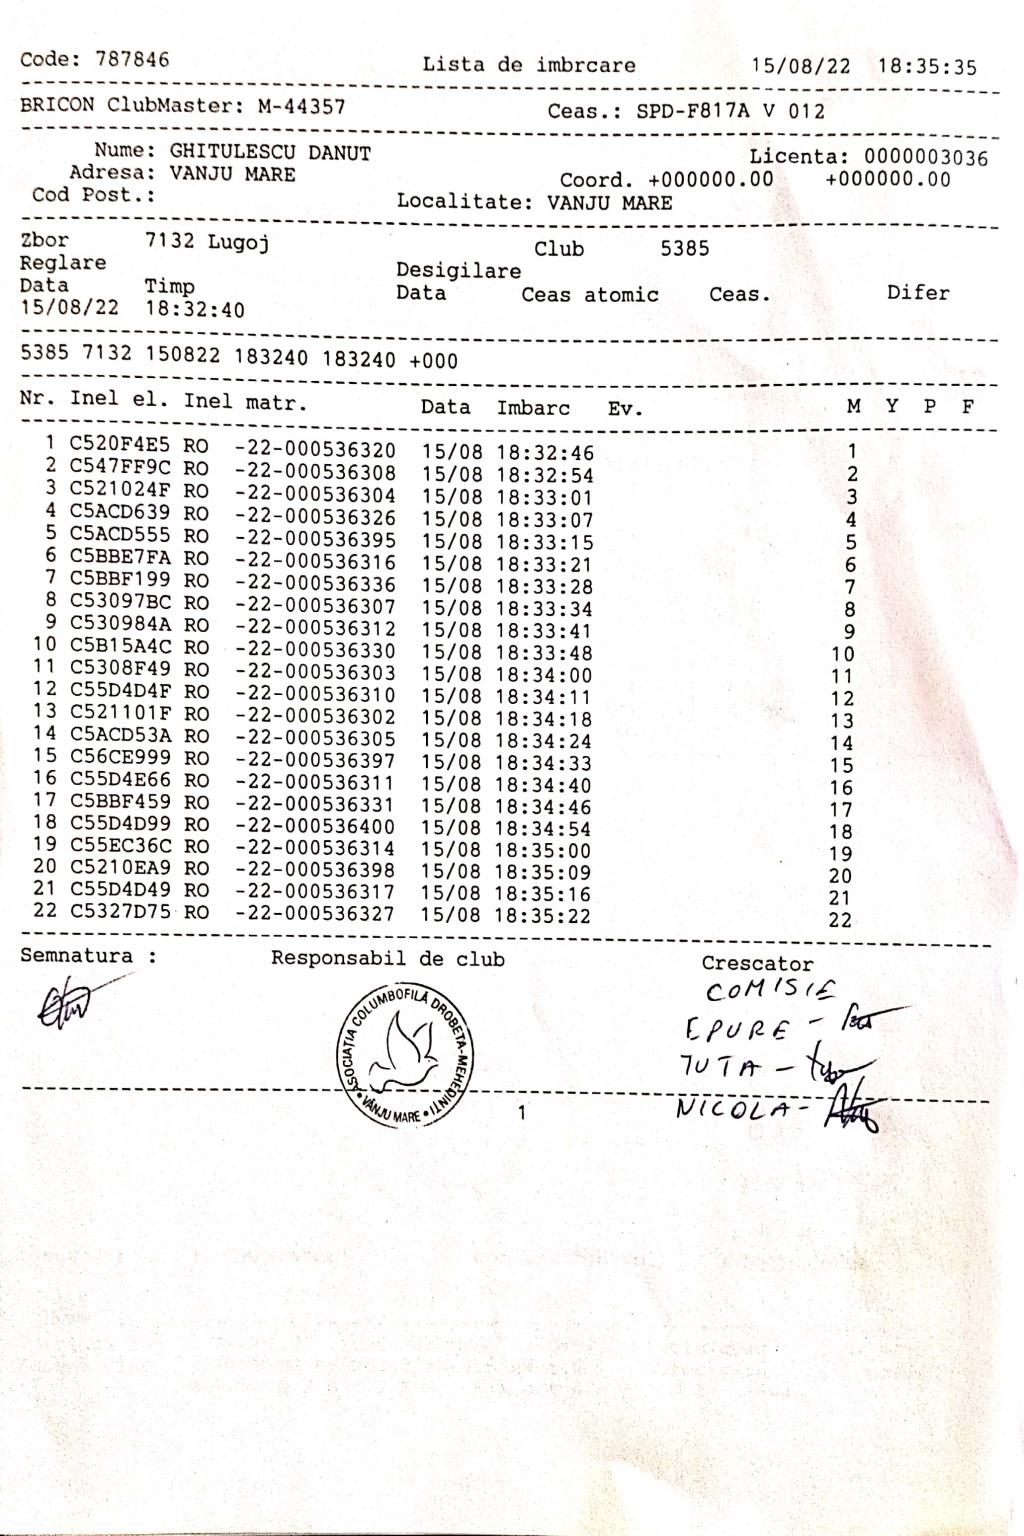 Code: 787846 Lista de imbrcare 15/08/22 18:35:35
BRICON ClubMaster: M-44357 Ceas.: SPD-F817A V 012
Nume: GHITULESCU DANUT Licenta: 0000003036
Adresa: VANJU MARE Coord. +000000.00 +000000.00
Cod Post.: Localitate: VANJU MARE
Zbor 7132 Lugoj Club 5385
Reglare Desigilare
Data Timp Data Ceas atomic Ceas. Difer
15/08/22 18:32:40
5385 7132 150822 183240 183240 +000
Nr. Inel el. Inel matr. Data Imbarc Ev. M Y P F
1 C520F4E5 RO -22-000536320 15/08 18:32:46 1
2 C547FF9C RO -22-000536308 15/08 18:32:54 2
3 C521024F RO -22-000536304 15/08 18:33:01 3
4 C5ACD639 RO -22-000536326 15/08 18:33:07 4
5 C5ACD555 RO -22-000536395 15/08 18:33:15 5
6 C5BBE7FA RO -22-000536316 15/08 18:33:21 6
7 C5BBF199 RO -22-000536336 15/08 18:33:28 7
8 C53097BC RO -22-000536307 15/08 18:33:34 8
9 C530984A RO -22-000536312 15/08 18:33:41 9
10 C5B15A4C RO -22-000536330 15/08 18:33:48 10
11 C5308F49 RO -22-000536303 15/08 18:34:00 11
12 C55D4D4F RO -22-000536310 15/08 18:34:11 12
13 C521101F RO -22-000536302 15/08 18:34:18 13
14 C5ACD53A RO -22-000536305 15/08 18:34:24 14
15 C56CE999 RO -22-000536397 15/08 18:34:33 15
16 C55D4E66 RO -22-000536311 15/08 18:34:40 16
17 C5BBF459 RO -22-000536331 15/08 18:34:46 17
18 C55D4D99 RO -22-000536400 15/08 18:34:54 18
19 C55EC36C RO -22-000536314 15/08 18:35:00 19
20 C5210EA9 RO -22-000536398 15/08 18:35:09 20
21 C55D4D49 RO -22-000536317 15/08 18:35:16 21
22 C5327D75 RO -22-000536327 15/08 18:35:22 22
Semnatura : Responsabil de club Crescator
COMISIE
EPURE -
TUTA -
NICOLA -
ASOCIAȚIA COLUMBOFILĂ DROBETA-MEHEDINȚI
• VÂNJU MARE •
1